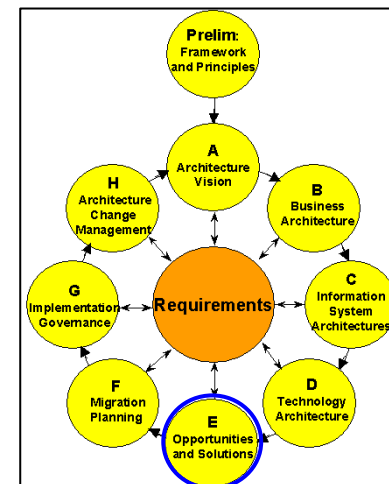 Prelim:
Framework
and Principles
A
Architecture
Vision
B
Business
Architecture
C
Information
System
Architectures
D
Technology
Architecture
E
Opportunities
and Solutions
F
Migration
Planning
G
Implementation
Governance
H
Architecture
Change
Management
Requirements